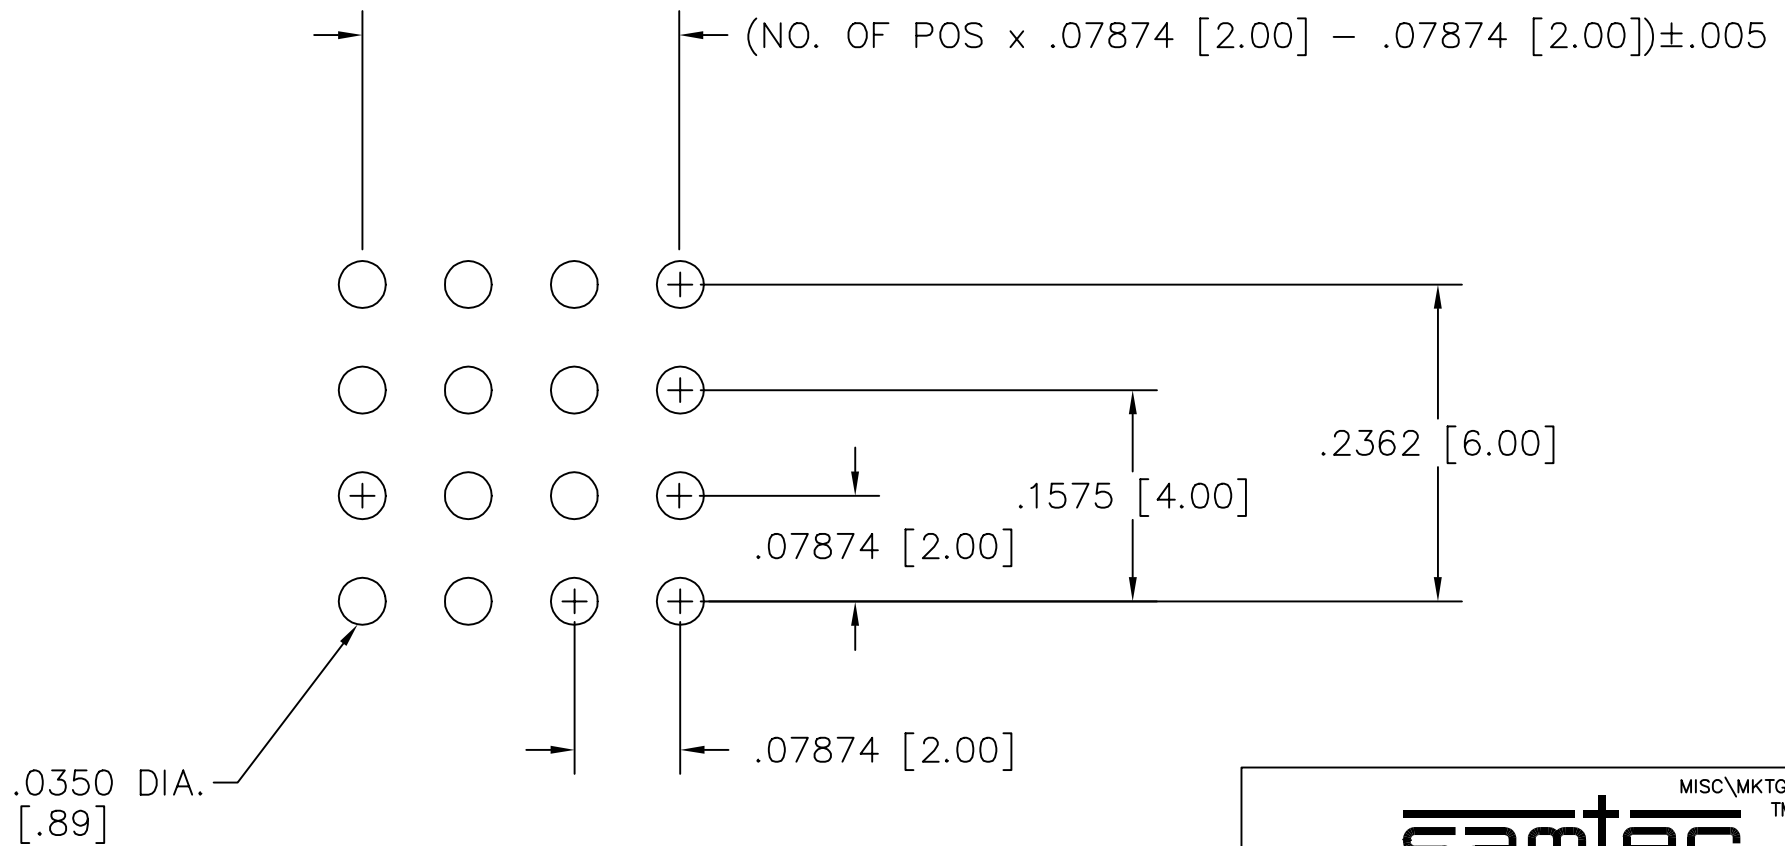 (NO. OF POS x .07874 [2.00] – .07874 [2.00])±.005
.2362 [6.00]
.1575 [4.00]
.07874 [2.00]
.07874 [2.00]
.0350 DIA.
[.89]
MISC\MKTG
samtec